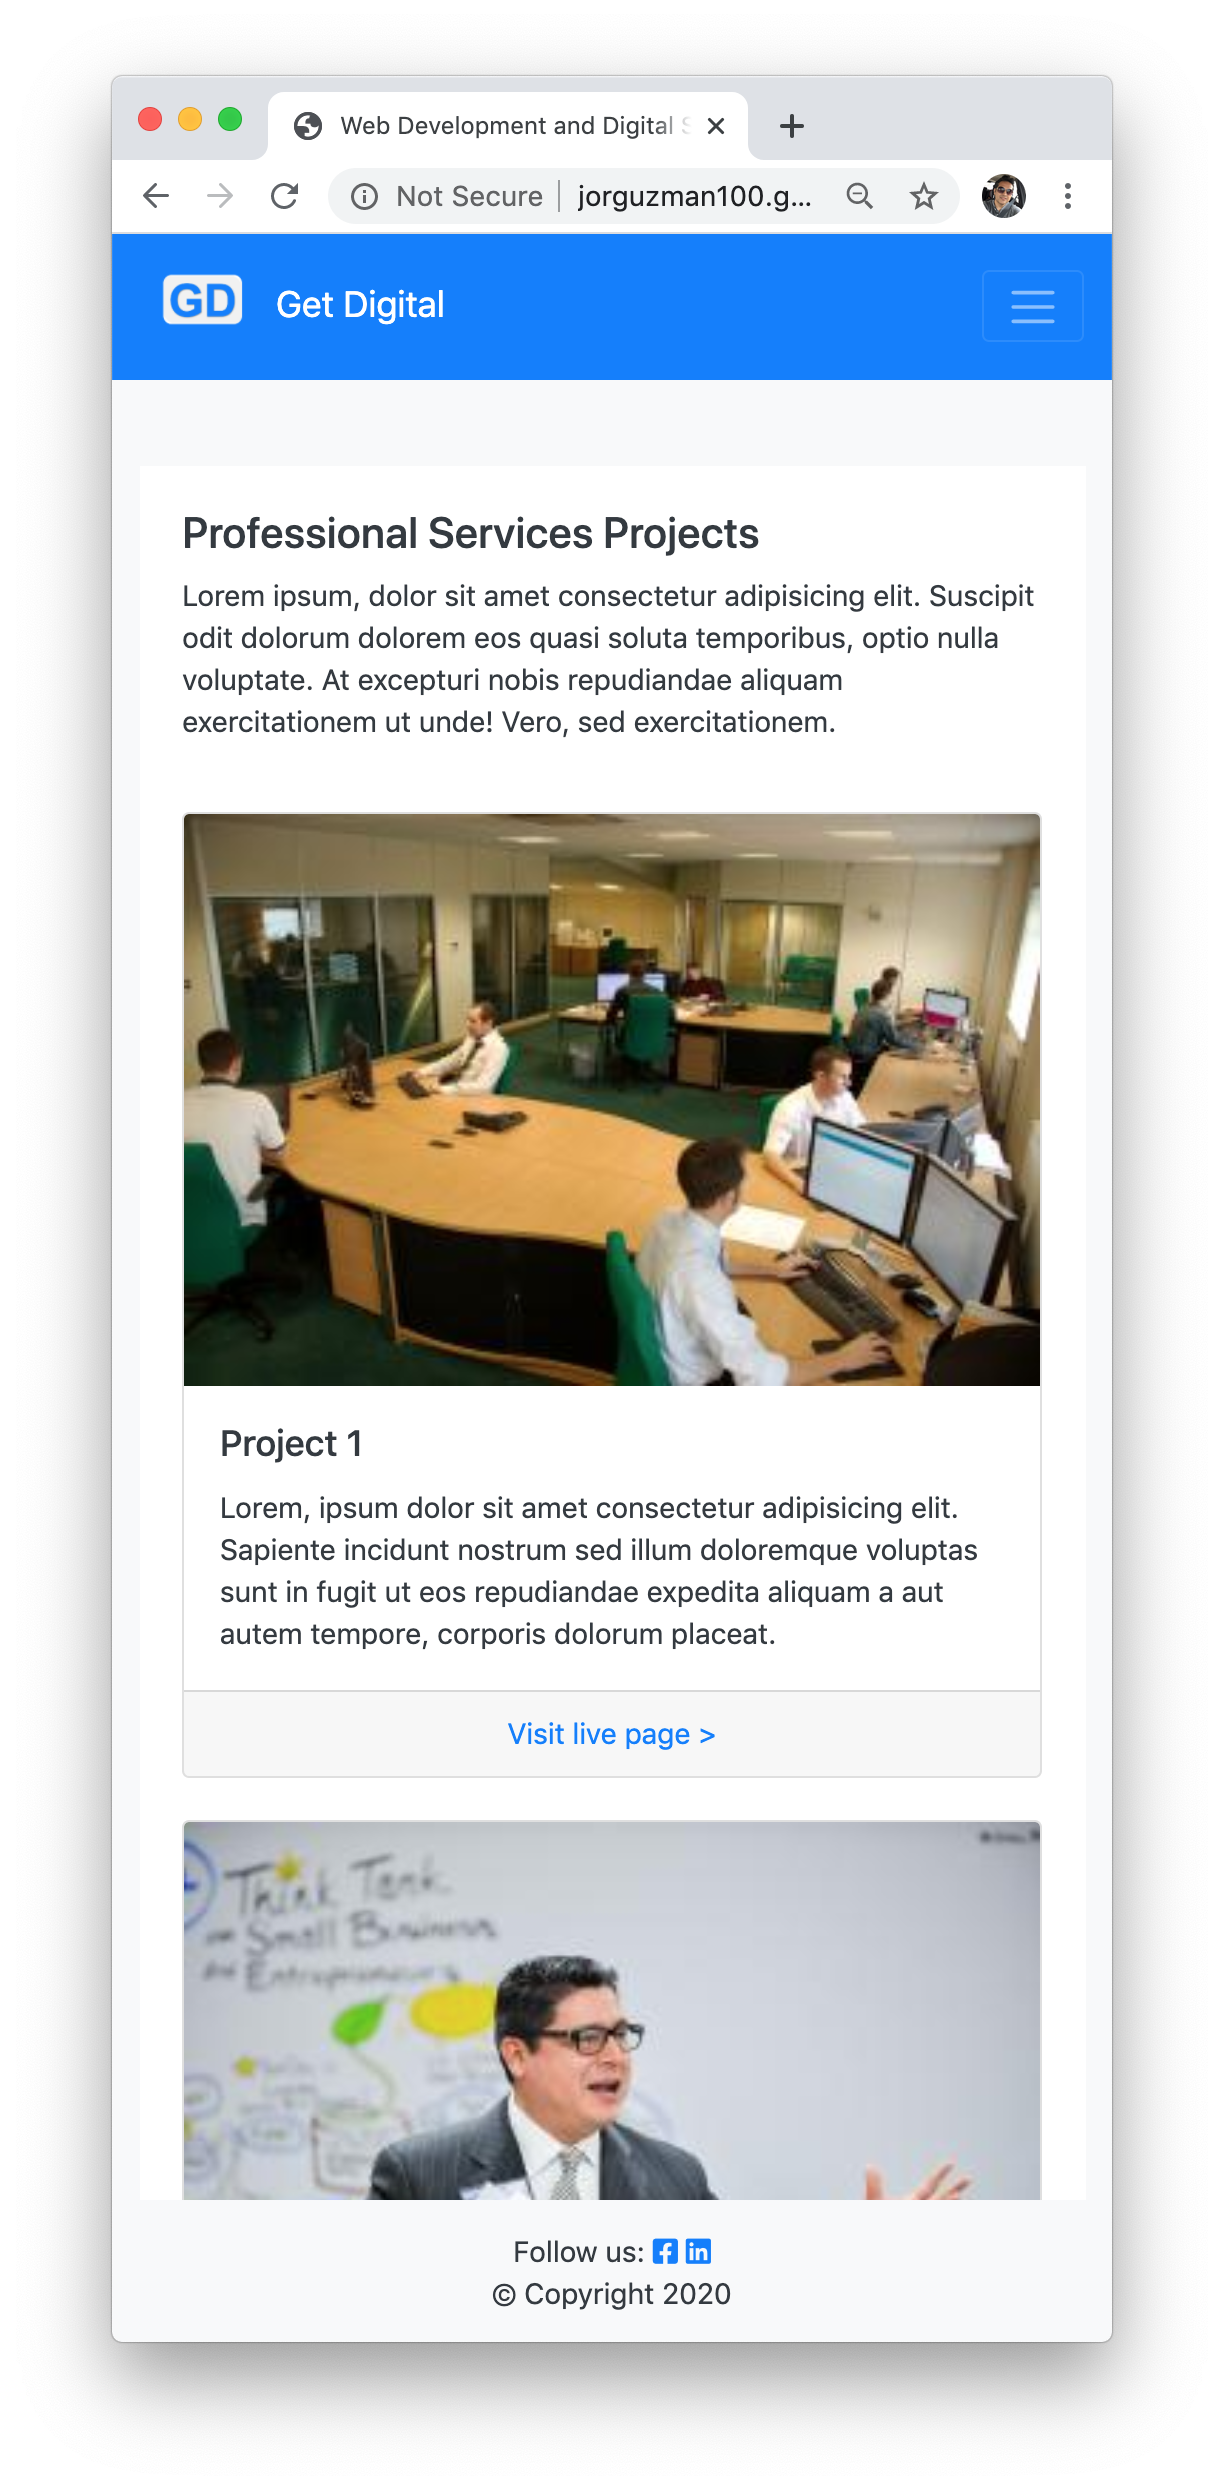 Web Development and Digital
Not Secure
jorguzman100.g...
GD
Get Digital
Professional Services Projects
Lorem ipsum, dolor sit amet consectetur adipisicing elit. Suscipit
odit dolorum dolorem eos quasi soluta temporibus, optio nulla
voluptate. At excepturi nobis repudiandae aliquam
exercitationem ut unde! Vero, sed exercitationem.
Project 1
Lorem, ipsum dolor sit amet consectetur adipisicing elit.
Sapiente incidunt nostrum sed illum doloremque voluptas
sunt in fugit ut eos repudiandae expedita aliquam a aut
autem tempore, corporis dolorum placeat.
Visit live page >
Think Tank
Small Business
Entrepreneurs
Follow us:
© Copyright 2020